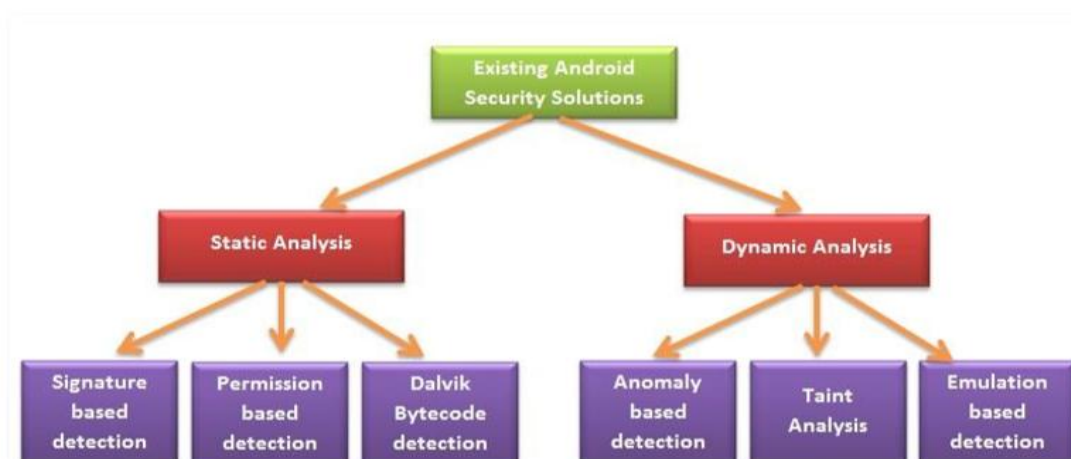 Existing Android
Security Solutions
Static Analysis
Dynamic Analysis
Signature
based
detection
Permission
based
detection
Dalvik
Bytecode
detection
Anomaly
based
detection
Taint
Analysis
Emulation
based
detection